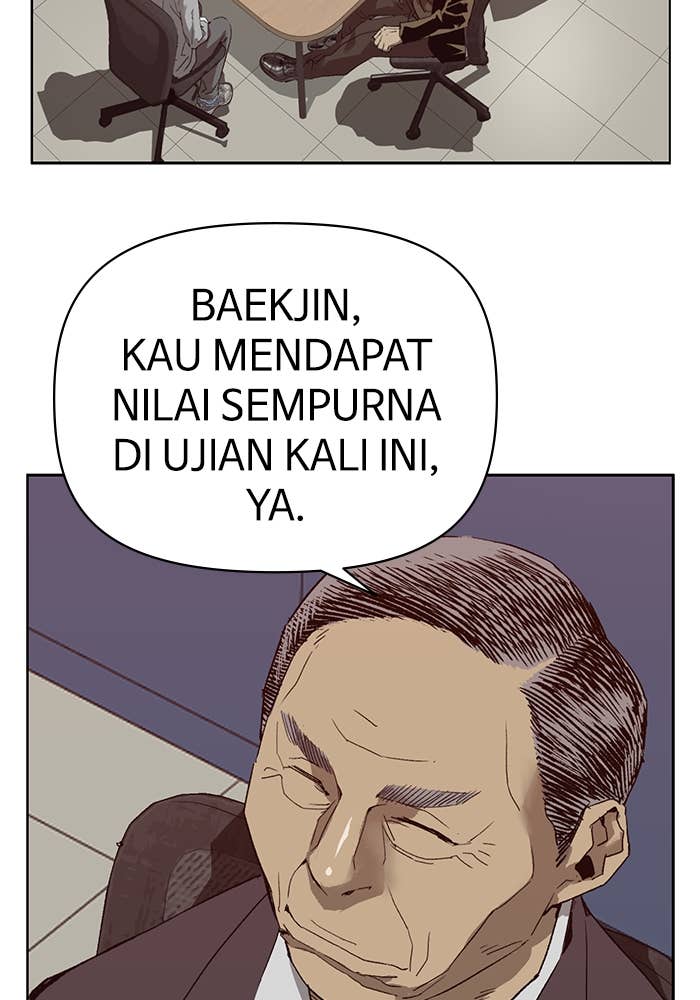 BAEKJIN,
KAU MENDAPAT
NILAI SEMPURNA
DI UJIAN KALI INI,
YA.